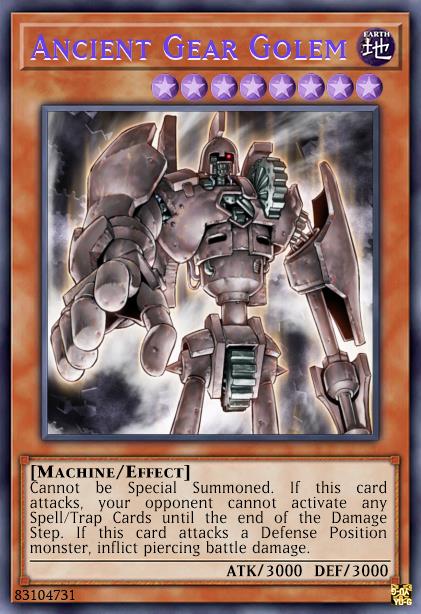 Ancient Gear Golem
EARTH
地
[Machine/Effect]
Cannot be Special Summoned. If this card
attacks, your opponent cannot activate any
Spell/Trap Cards until the end of the Damage
Step. If this card attacks a Defense Position
monster, inflict piercing battle damage.
ATK/3000 DEF/3000
83104731